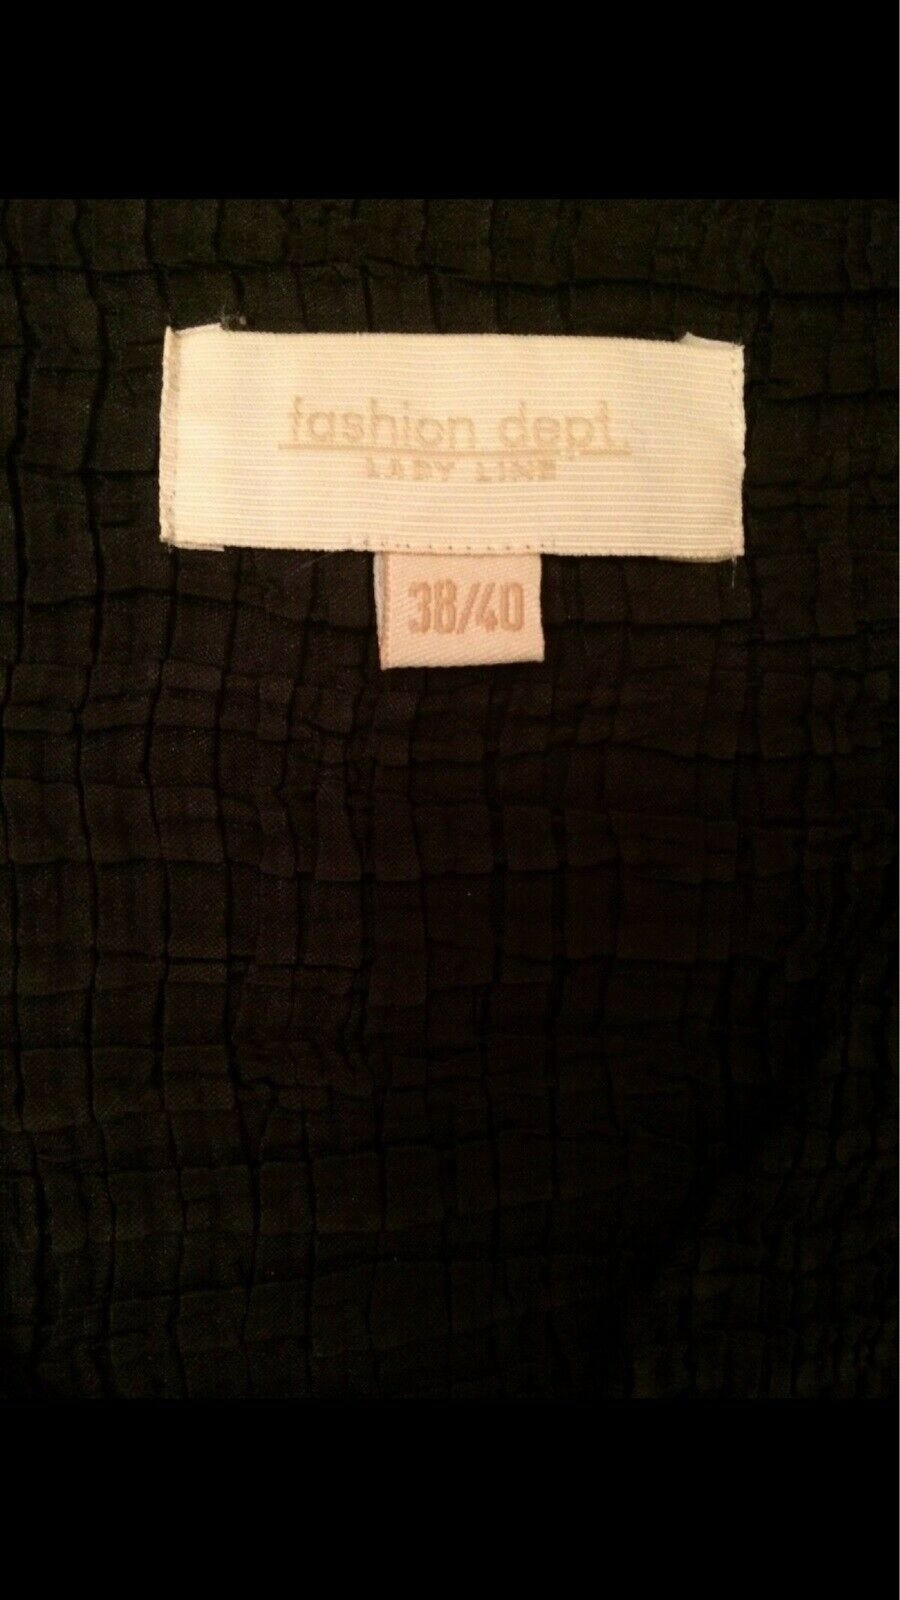 fashion dept.
LADY LINE
38/40